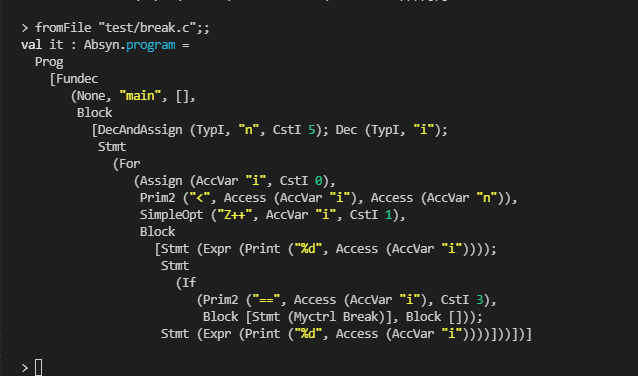 > fromFile "test/break.c";;
val it : Absyn.program =
  Prog
    [Fundec
       (None, "main", [],
        Block
          [DecAndAssign (TypI, "n", CstI 5); Dec (TypI, "i");
           Stmt
             (For
                (Assign (AccVar "i", CstI 0),
                 Prim2 ("<", Access (AccVar "i"), Access (AccVar "n")),
                 SimpleOpt ("Z++", AccVar "i", CstI 1),
                 Block
                   [Stmt (Expr (Print ("%d", Access (AccVar "i"))));
                    Stmt
                      (If
                         (Prim2 ("==", Access (AccVar "i"), CstI 3),
                          Block [Stmt (Myctrl Break)], Block []));
                    Stmt (Expr (Print ("%d", Access (AccVar "i"))))]))])]
>